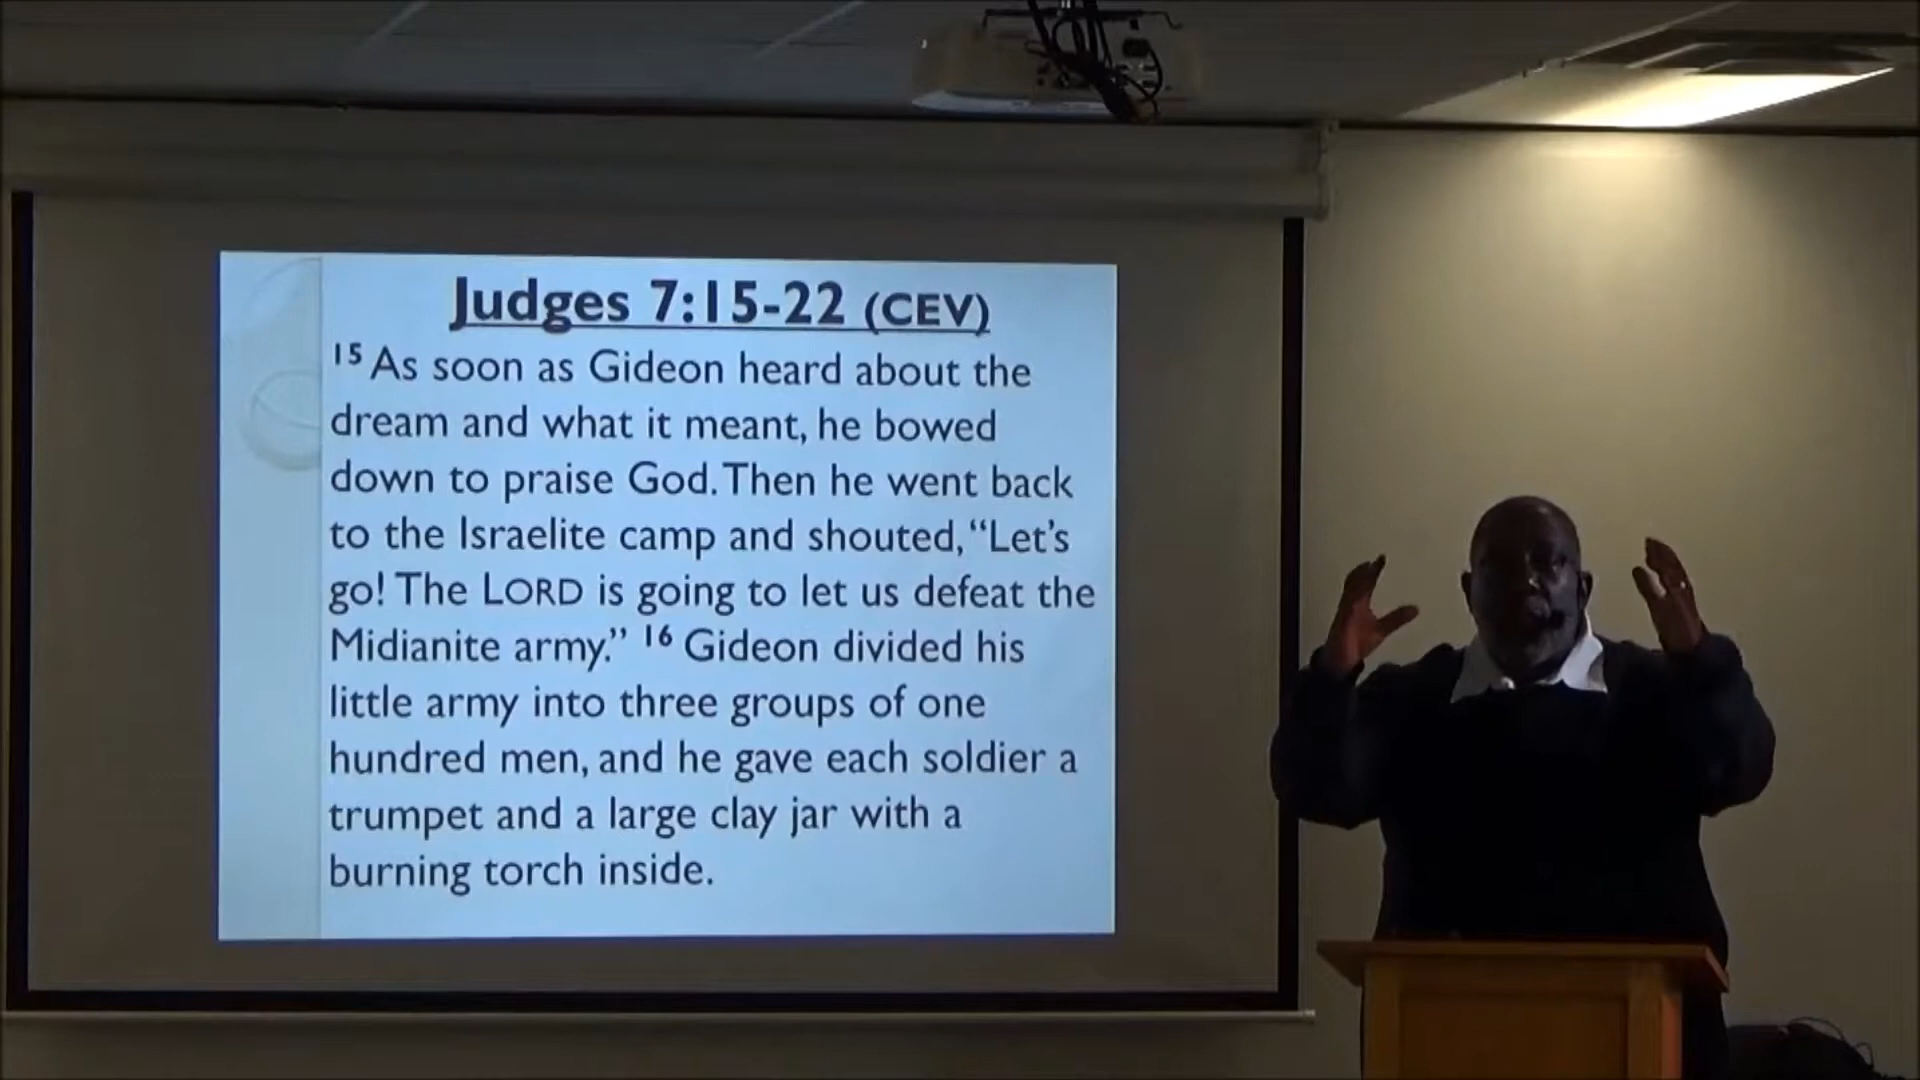 Judges 7:15-22 (CEV)
15 As soon as Gideon heard about the
dream and what it meant, he bowed
down to praise God. Then he went back
to the Israelite camp and shouted, “Let’s
go! The LORD is going to let us defeat the
Midianite army.” 16 Gideon divided his
little army into three groups of one
hundred men, and he gave each soldier a
trumpet and a large clay jar with a
burning torch inside.